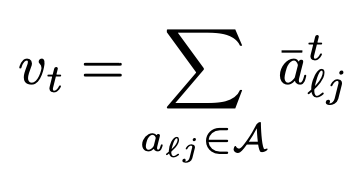 $v_t = \sum_{a_{\ell j} \in \mathcal{A}} \bar{a}_{\ell j}^t$